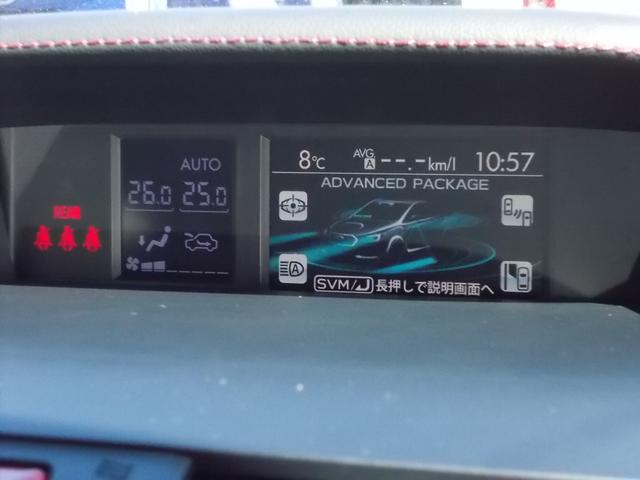 REAR
AUTO
26.0 25.0
8℃ AVG. A --.-km/l 10:57
ADVANCED PACKAGE
A
SVM/ 長押しで説明画面へ